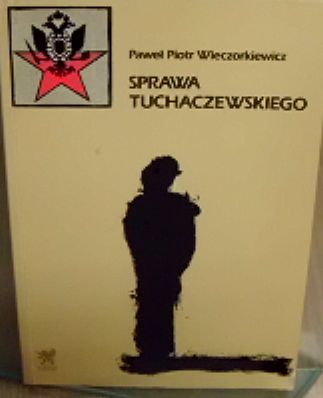 Paweł Piotr Wieczorkiewicz
SPRAWA
TUCHACZEWSKIEGO